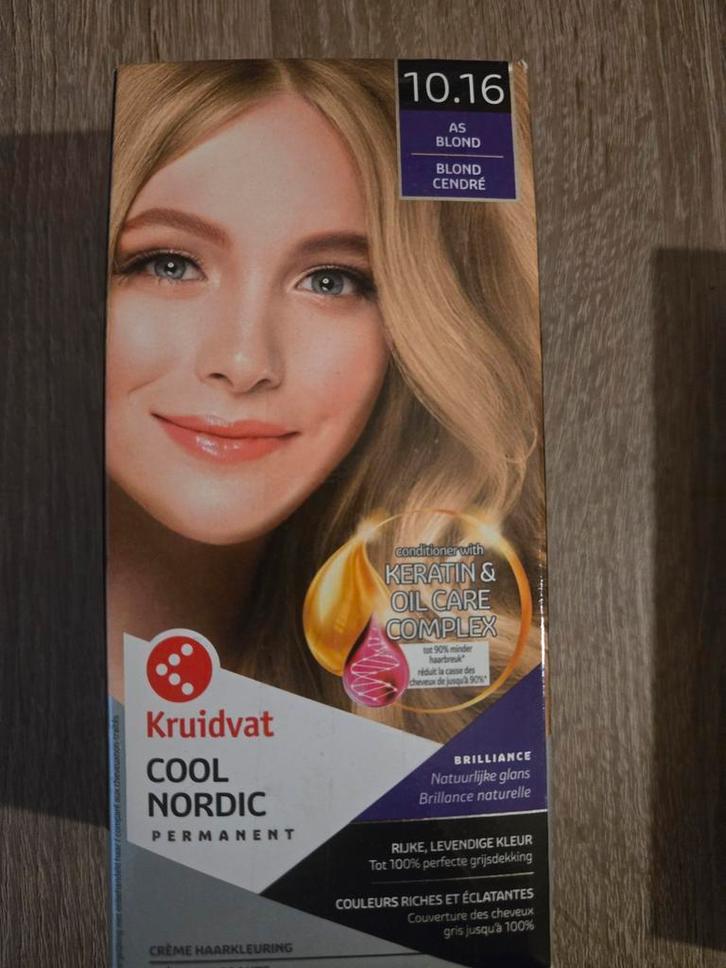 10.16
AS
BLOND
BLOND
CENDRÉ
conditioner with
KERATIN &
OIL CARE
COMPLEX
tot 90% minder
haarbreuk*
réduit la casse des
cheveux de jusqu'à 90%*
Kruidvat
COOL
NORDIC
PERMANENT
BRILLIANCE
Natuurlijke glans
Brillance naturelle
RIJKE, LEVENDIGE KLEUR
Tot 100% perfecte grijsdekking
COULEURS RICHES ET ÉCLATANTES
Couverture des cheveux
gris jusqu'à 100%
CRÈME HAARKLEURING